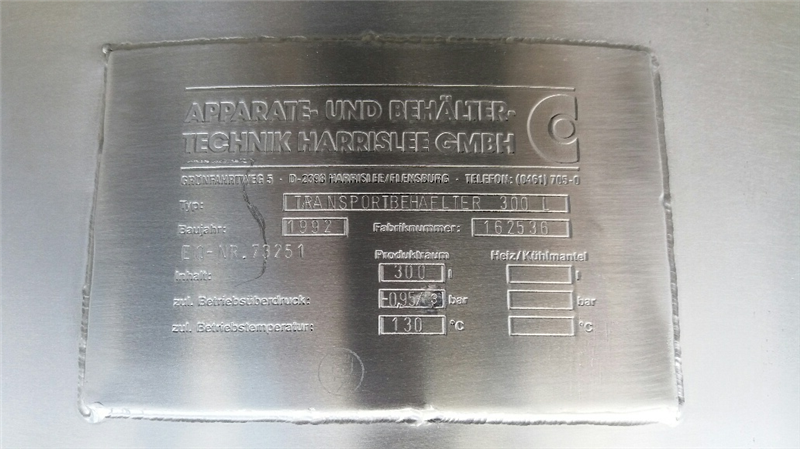 APPARATE- UND BEHÄLTER-
TECHNIK HARRISLEE GMBH
GRÜNFAHRTWEG 5 · D-2398 HARRISLEE/FLENSBURG · TELEFON: (0461) 703-0
Typ: TRANSPORTBEHAELTER 300 L
Baujahr: 1992 Fabriknummer: 162536
EQ-NR. 73251
Produktraum Heiz/Kühlmantel
Inhalt: 300 l l
zul. Betriebsüberdruck: bar bar
zul. Betriebstemperatur: 130 °C °C